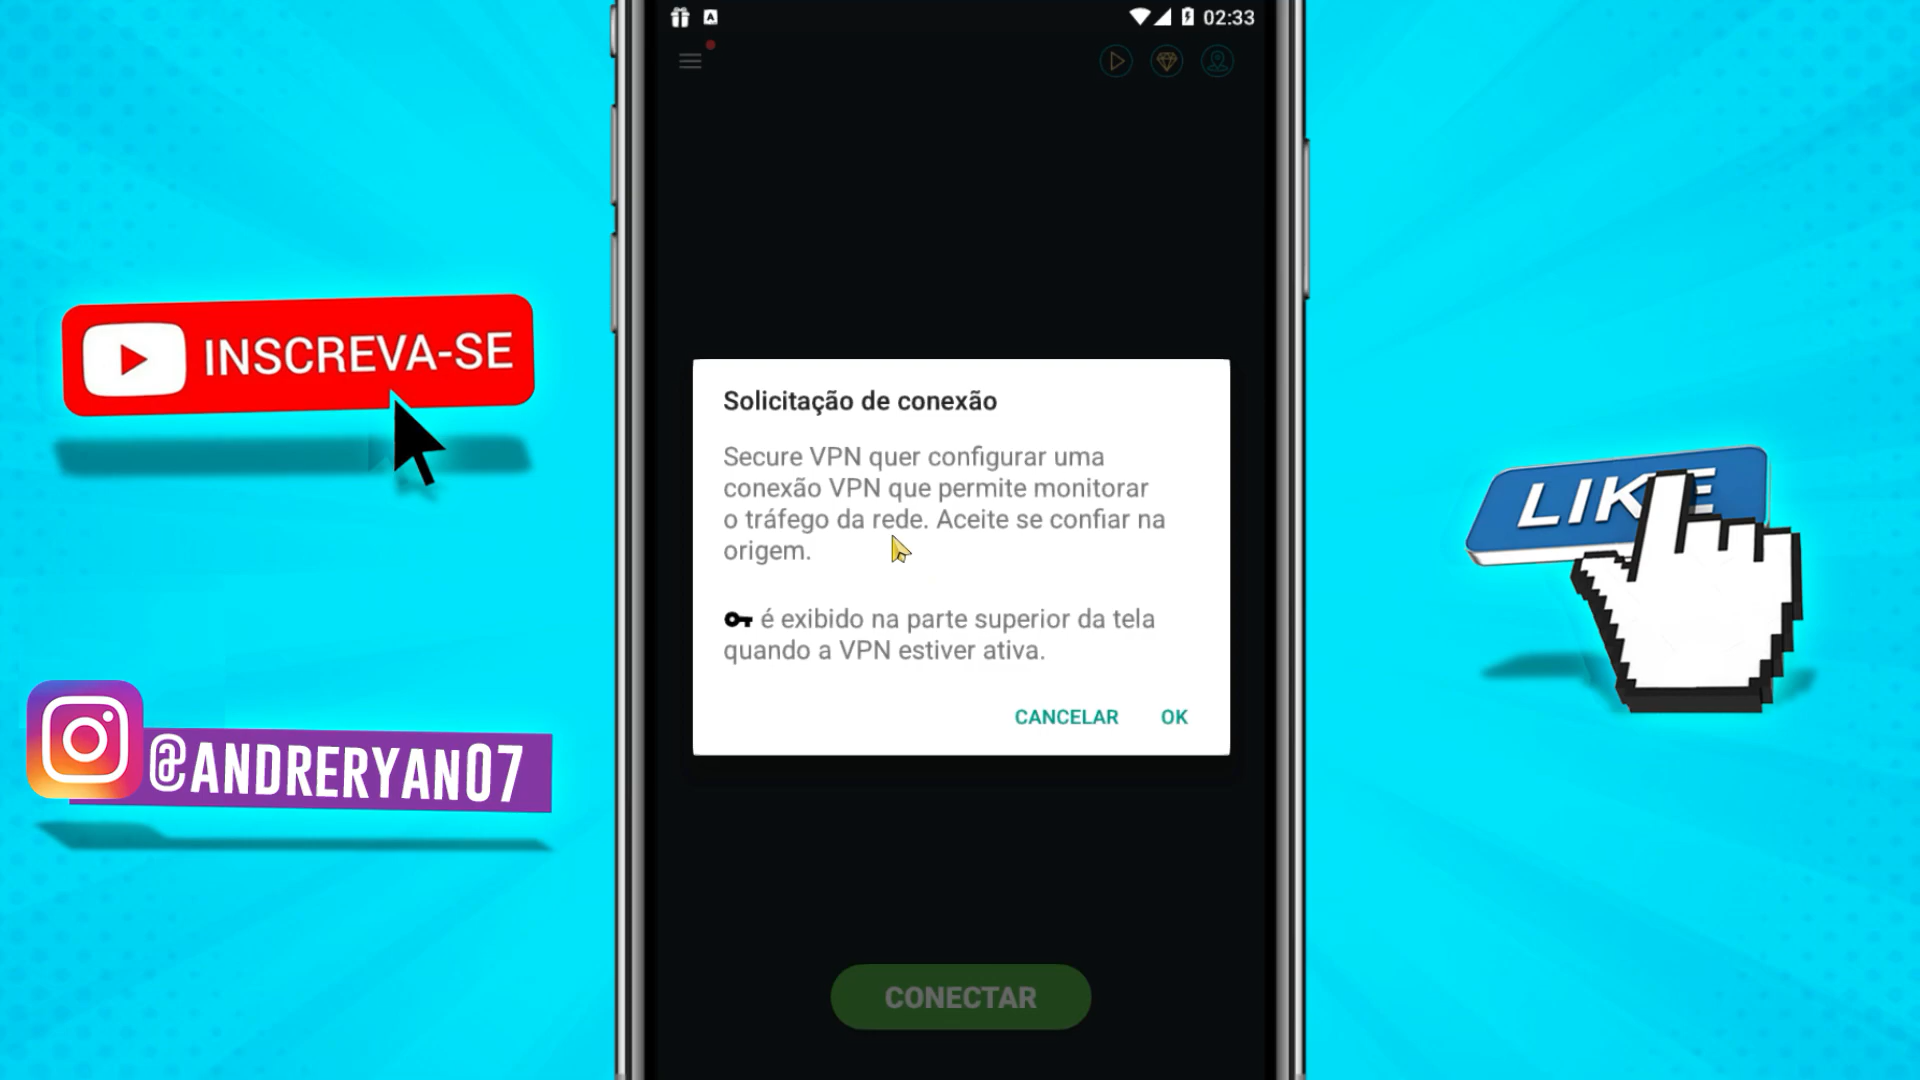 02:33
INSCREVA-SE
Solicitação de conexão
Secure VPN quer configurar uma
conexão VPN que permite monitorar
o tráfego da rede. Aceite se confiar na
origem.
é exibido na parte superior da tela
quando a VPN estiver ativa.
CANCELAR OK
LIKE
@ANDRERYAN07
CONECTAR